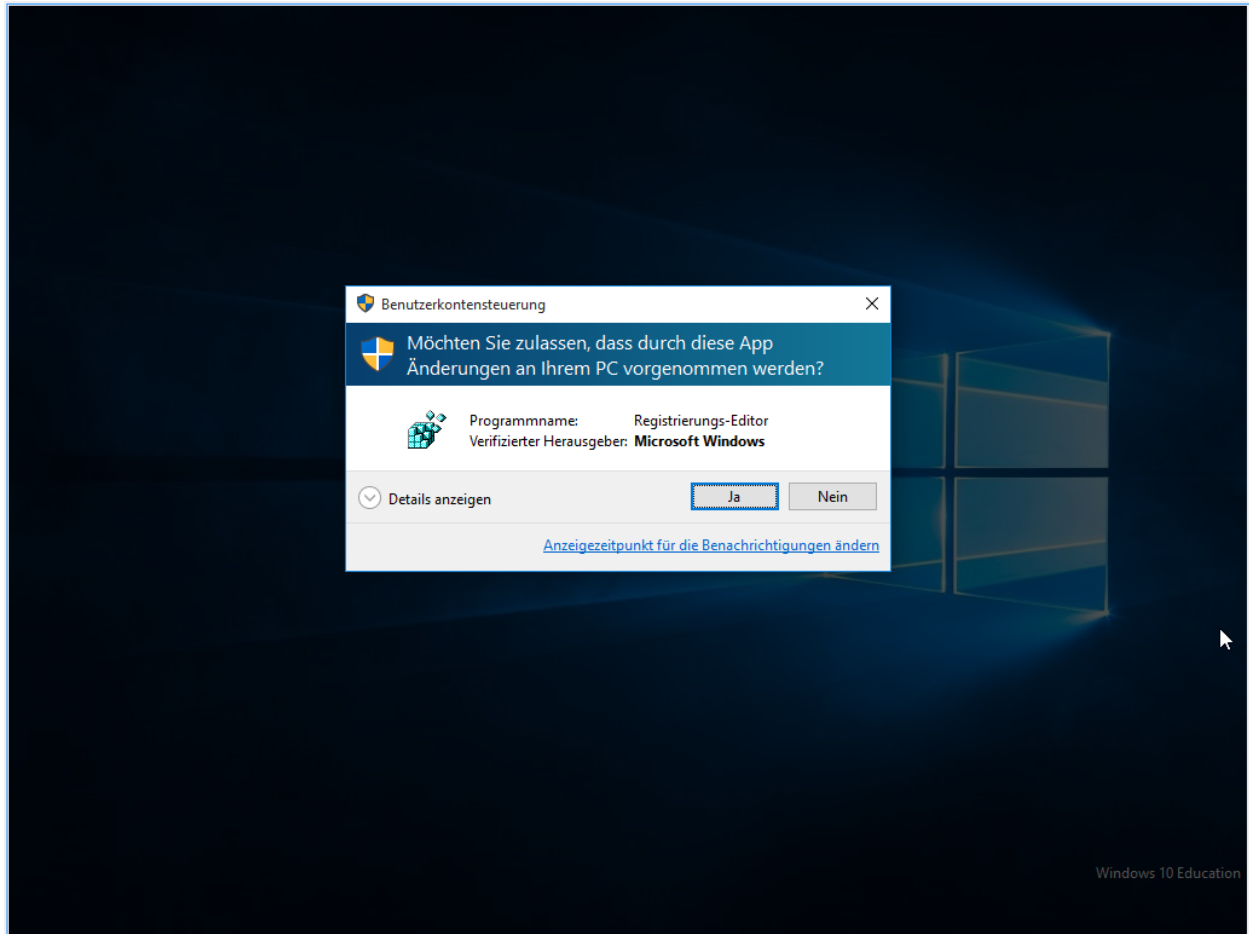 Benutzerkontensteuerung
Möchten Sie zulassen, dass durch diese App
Änderungen an Ihrem PC vorgenommen werden?
Programmname: Registrierungs-Editor
Verifizierter Herausgeber: Microsoft Windows
Details anzeigen Ja Nein
Anzeigezeitpunkt für die Benachrichtigungen ändern
Windows 10 Education